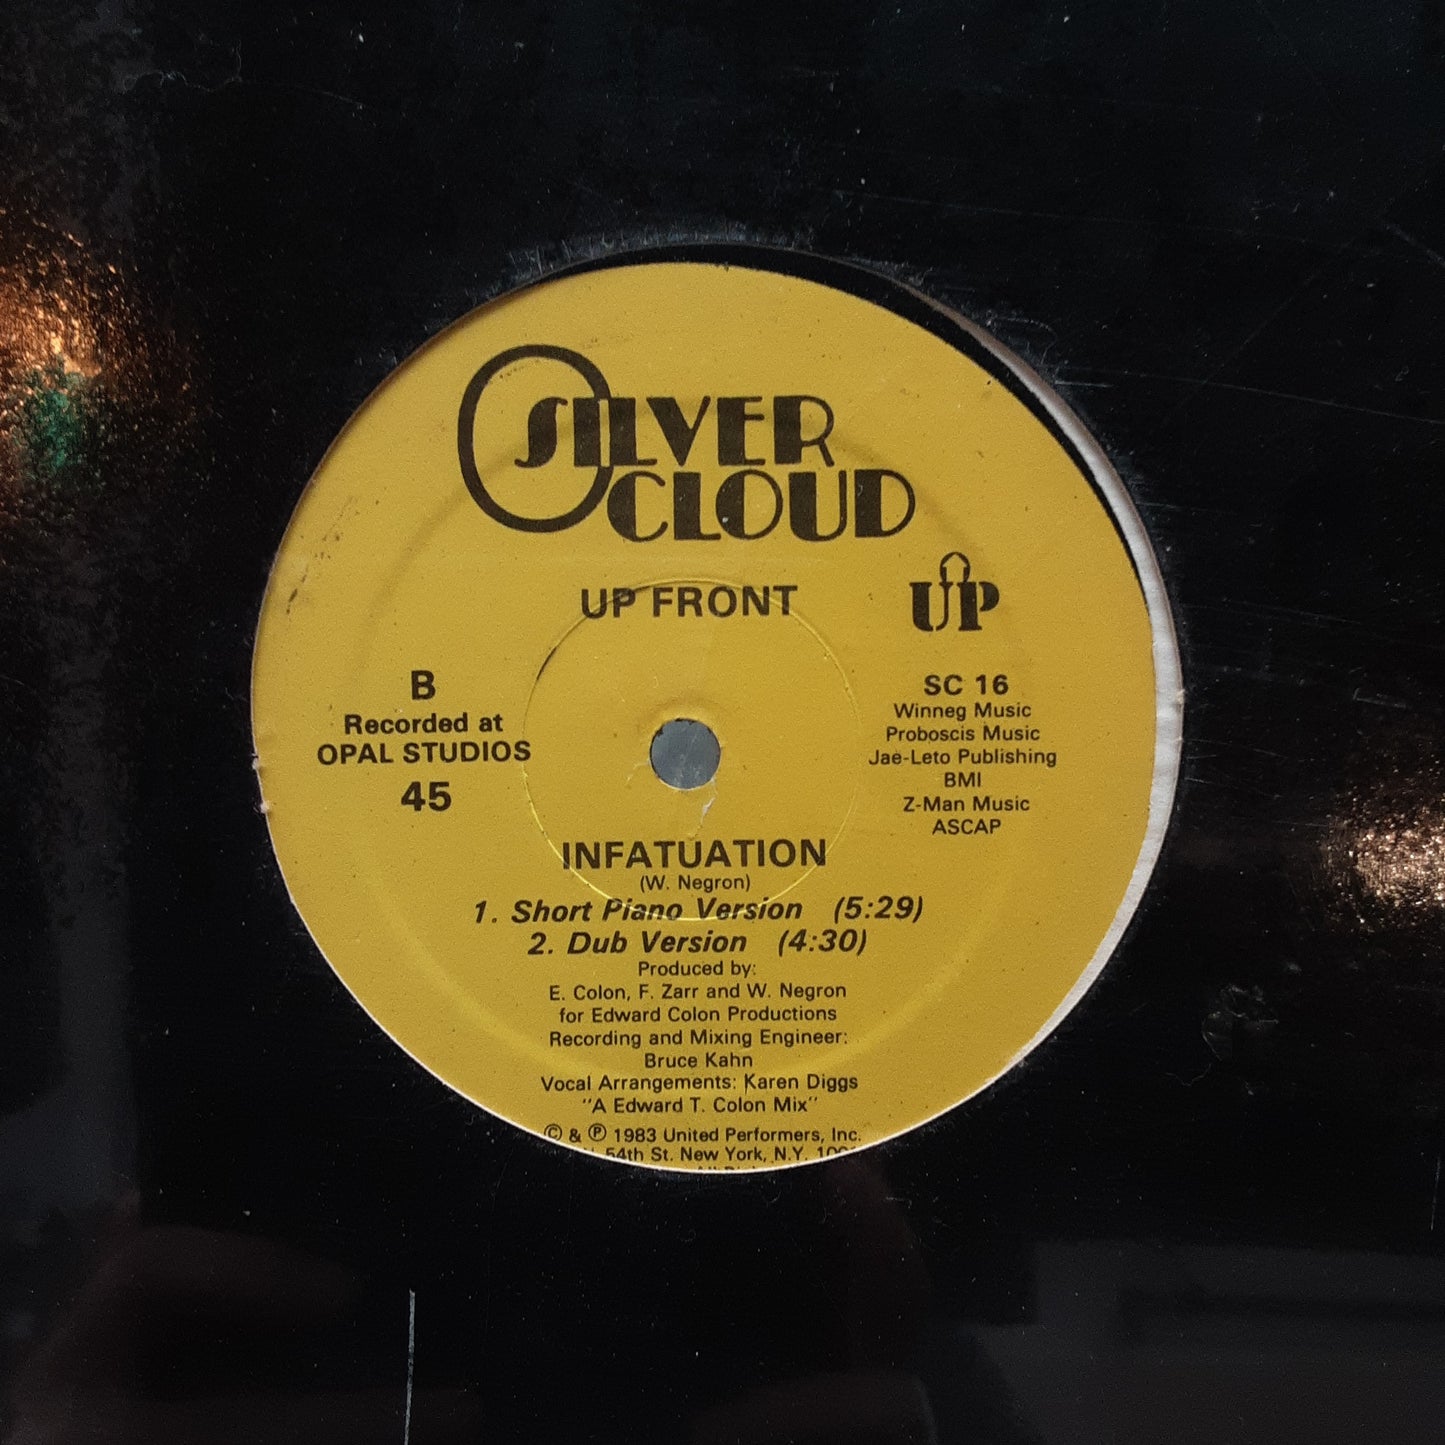 SILVER
CLOUD
UP FRONT
UP
B
Recorded at
OPAL STUDIOS
45
SC 16
Winneg Music
Proboscis Music
Jae-Leto Publishing
BMI
Z-Man Music
ASCAP
INFATUATION
(W. Negron)
1. Short Piano Version (5:29)
2. Dub Version (4:30)
Produced by:
E. Colon, F. Zarr and W. Negron
for Edward Colon Productions
Recording and Mixing Engineer:
Bruce Kahn
Vocal Arrangements: Karen Diggs
"A Edward T. Colon Mix"
© & ℗ 1983 United Performers, Inc.
54th St. New York, N.Y.